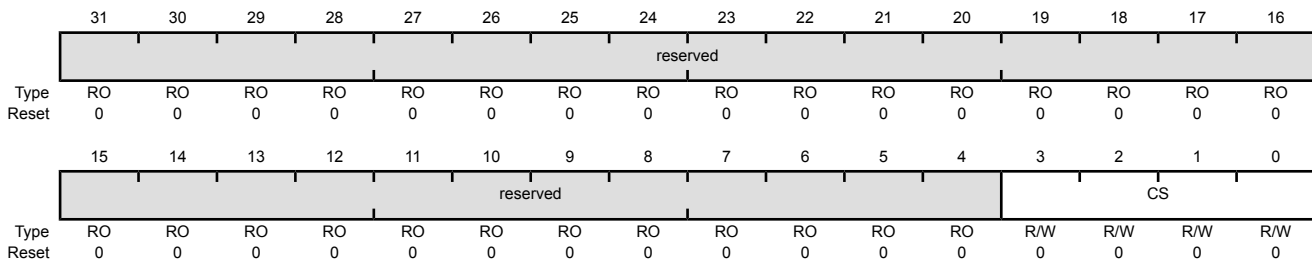 31 30 29 28 27 26 25 24 23 22 21 20 19 18 17 16
reserved
Type RO RO RO RO RO RO RO RO RO RO RO RO RO RO RO RO
Reset 0 0 0 0 0 0 0 0 0 0 0 0 0 0 0 0
15 14 13 12 11 10 9 8 7 6 5 4 3 2 1 0
reserved CS
Type RO RO RO RO RO RO RO RO RO RO RO RO R/W R/W R/W R/W
Reset 0 0 0 0 0 0 0 0 0 0 0 0 0 0 0 0